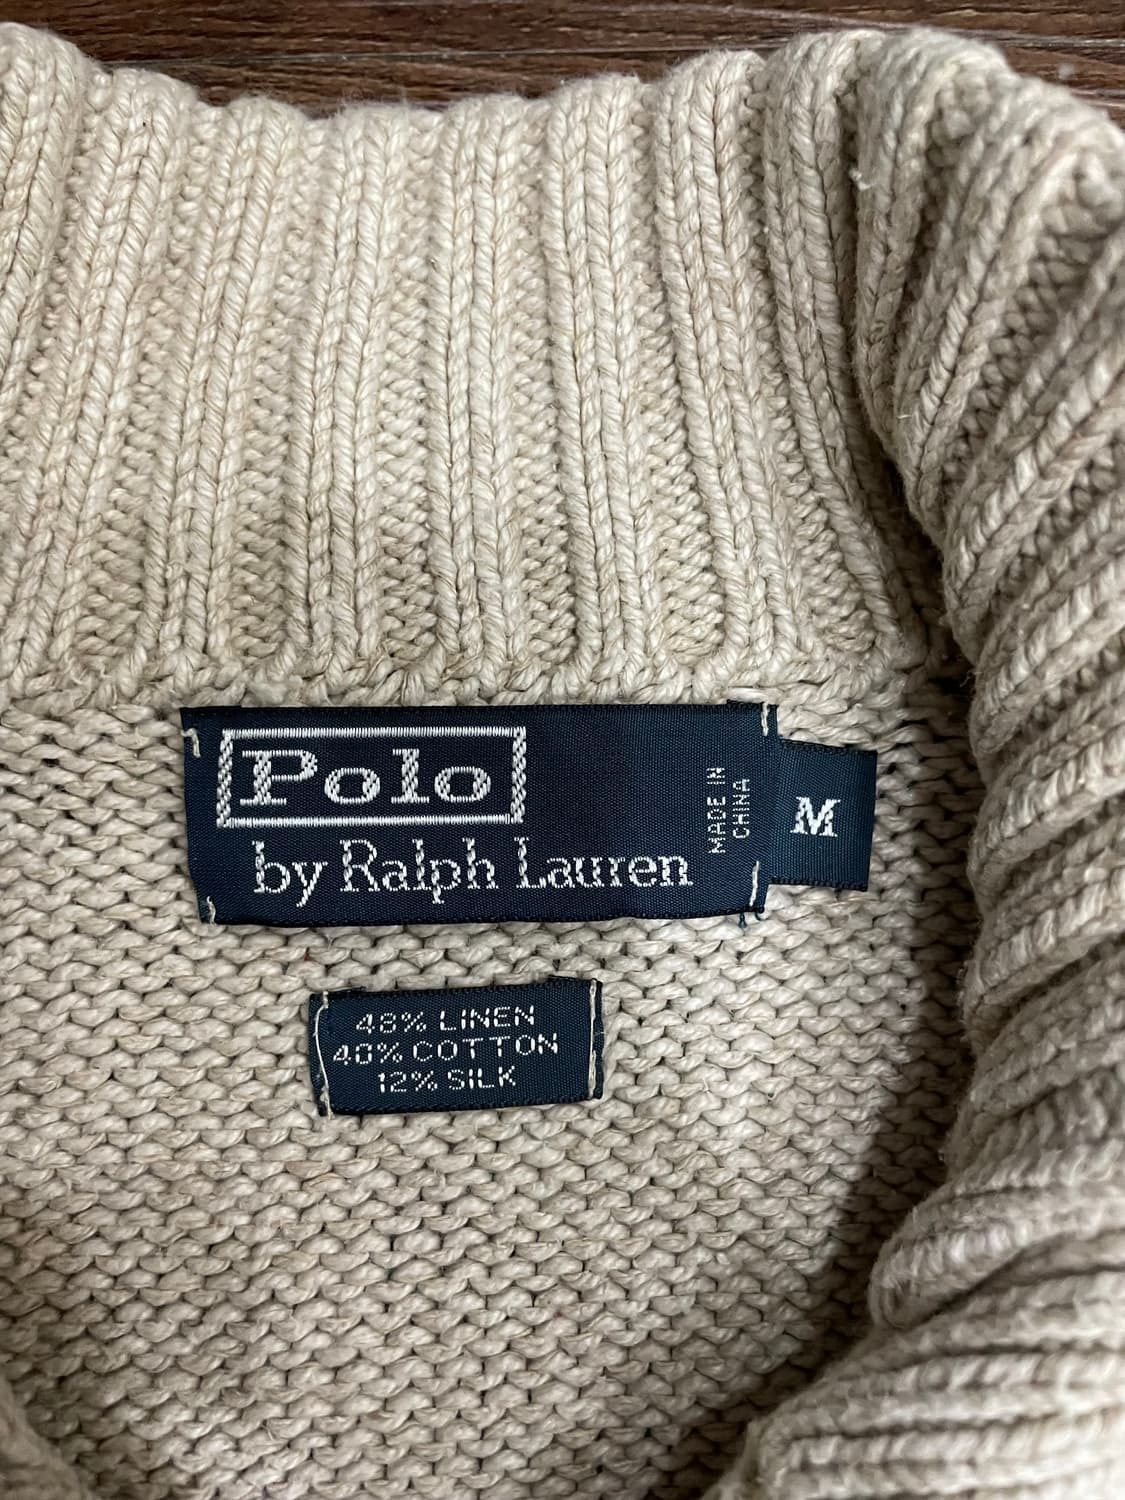 Polo
by Ralph Lauren
MADE IN
CHINA
M
48% LINEN
40% COTTON
12% SILK